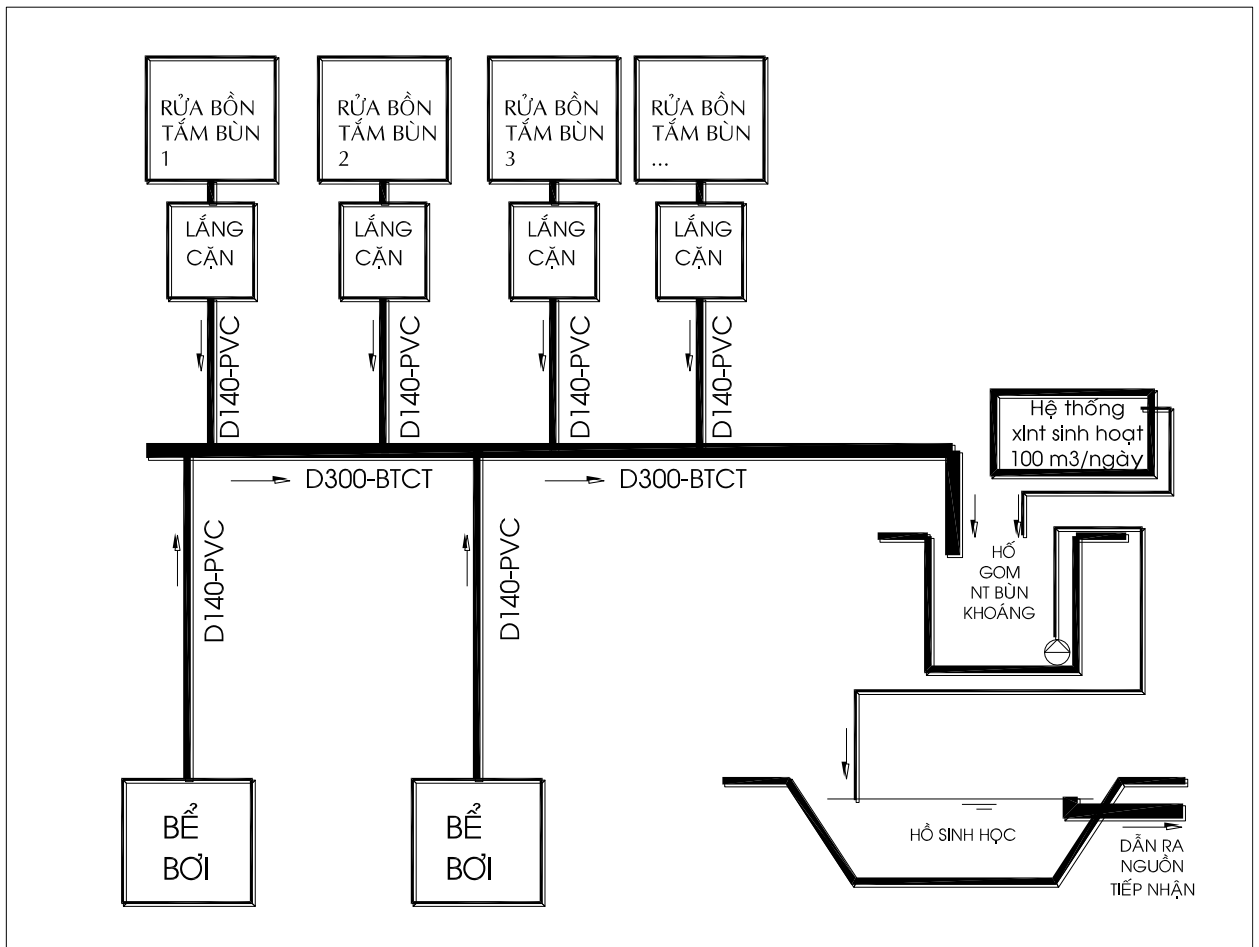 RỬA BỒN
TẮM BÙN
1
RỬA BỒN
TẮM BÙN
2
RỬA BỒN
TẮM BÙN
3
RỬA BỒN
TẮM BÙN
...
LẮNG
CẶN
LẮNG
CẶN
LẮNG
CẶN
LẮNG
CẶN
D140-PVC
D140-PVC
D140-PVC
D140-PVC
Hệ thống
xlnt sinh hoạt
100 m3/ngày
D300-BTCT
D300-BTCT
D140-PVC
D140-PVC
HỐ
GOM
NT BÙN
KHOÁNG
BỂ
BƠI
BỂ
BƠI
HỒ SINH HỌC
DẪN RA
NGUỒN
TIẾP NHẬN